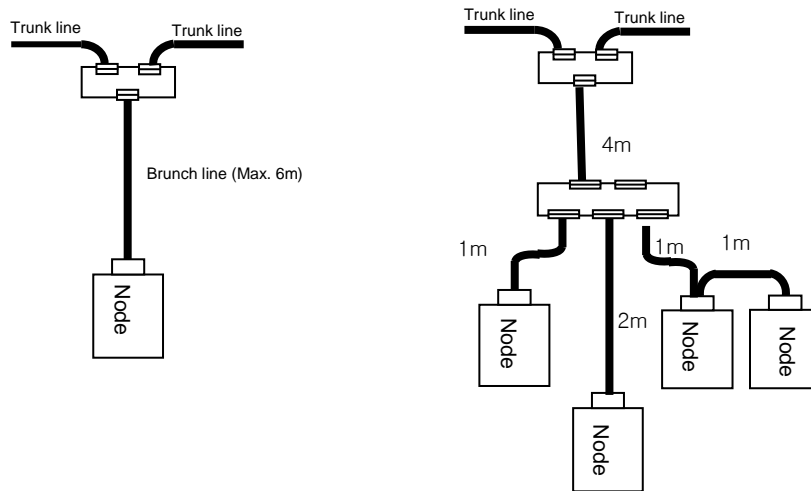 Trunk line
Trunk line
Brunch line (Max. 6m)
Node
Trunk line
Trunk line
4m
1m
1m
1m
2m
Node
Node
Node
Node